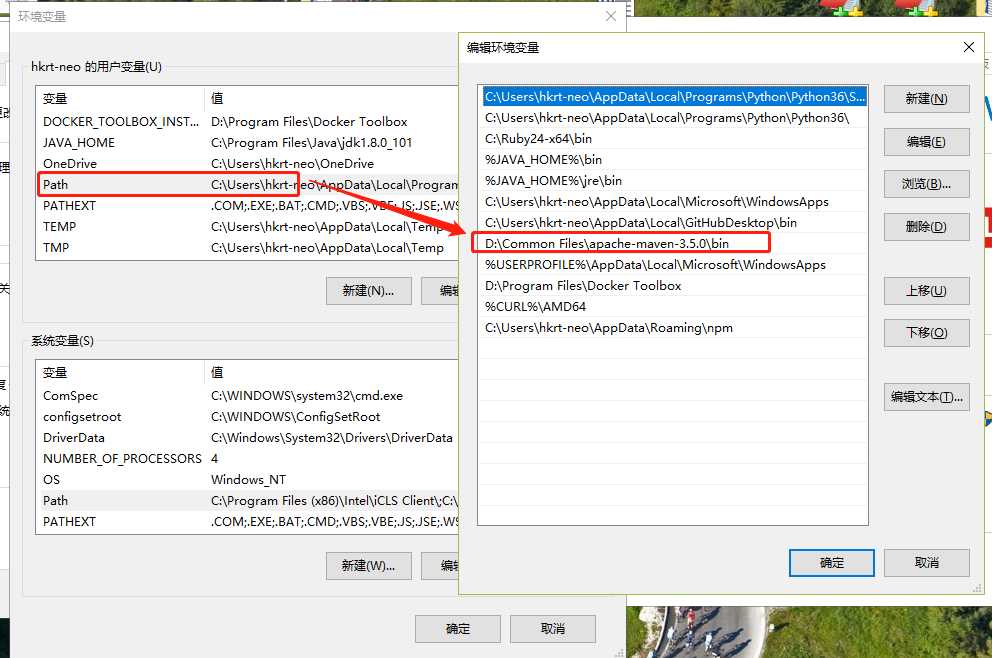 环境变量
hkrt-neo 的用户变量(U)
变量 值
DOCKER_TOOLBOX_INST... D:\Program Files\Docker Toolbox
JAVA_HOME C:\Program Files\Java\jdk1.8.0_101
OneDrive C:\Users\hkrt-neo\OneDrive
Path C:\Users\hkrt-neo\AppData\Local\Program
PATHEXT .COM;.EXE;.BAT;.CMD;.VBS;.VBE;.JS;.JSE;.WS
TEMP C:\Users\hkrt-neo\AppData\Local\Temp
TMP C:\Users\hkrt-neo\AppData\Local\Temp
新建(N)... 编辑
系统变量(S)
变量 值
ComSpec C:\WINDOWS\system32\cmd.exe
configsetroot C:\WINDOWS\ConfigSetRoot
DriverData C:\Windows\System32\Drivers\DriverData
NUMBER_OF_PROCESSORS 4
OS Windows_NT
Path C:\Program Files (x86)\Intel\iCLS Client\;C:\
PATHEXT .COM;.EXE;.BAT;.CMD;.VBS;.VBE;.JS;.JSE;.WS
新建(W)... 编辑
确定 取消
编辑环境变量
C:\Users\hkrt-neo\AppData\Local\Programs\Python\Python36\S...
C:\Users\hkrt-neo\AppData\Local\Programs\Python\Python36\
C:\Ruby24-x64\bin
%JAVA_HOME%\bin
%JAVA_HOME%\jre\bin
C:\Users\hkrt-neo\AppData\Local\Microsoft\WindowsApps
C:\Users\hkrt-neo\AppData\Local\GitHubDesktop\bin
D:\Common Files\apache-maven-3.5.0\bin
%USERPROFILE%\AppData\Local\Microsoft\WindowsApps
D:\Program Files\Docker Toolbox
%CURL%\AMD64
C:\Users\hkrt-neo\AppData\Roaming\npm
新建(N)
编辑(E)
浏览(B)...
删除(D)
上移(U)
下移(O)
编辑文本(T)...
确定 取消